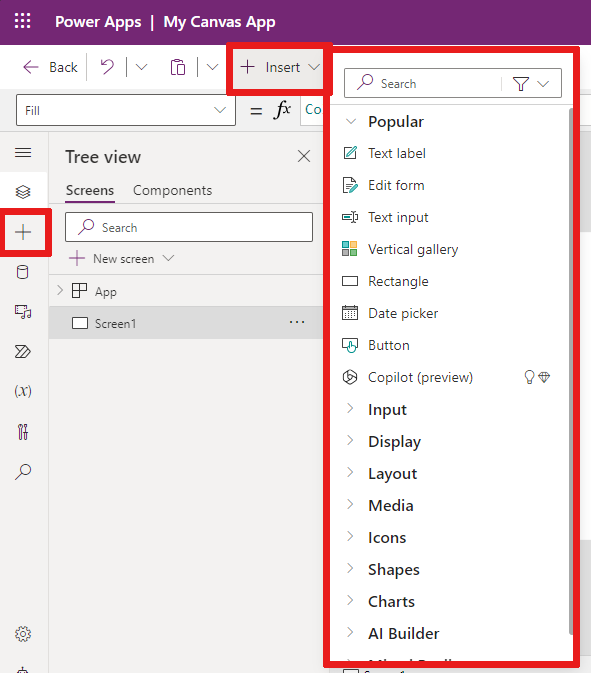 Power Apps | My Canvas App
Back
Insert
Fill
= fx Co
Search
Tree view
Screens Components
Search
New screen
App
Screen1
(x)
Popular
Text label
Edit form
Text input
Vertical gallery
Rectangle
Date picker
Button
Copilot (preview)
Input
Display
Layout
Media
Icons
Shapes
Charts
AI Builder